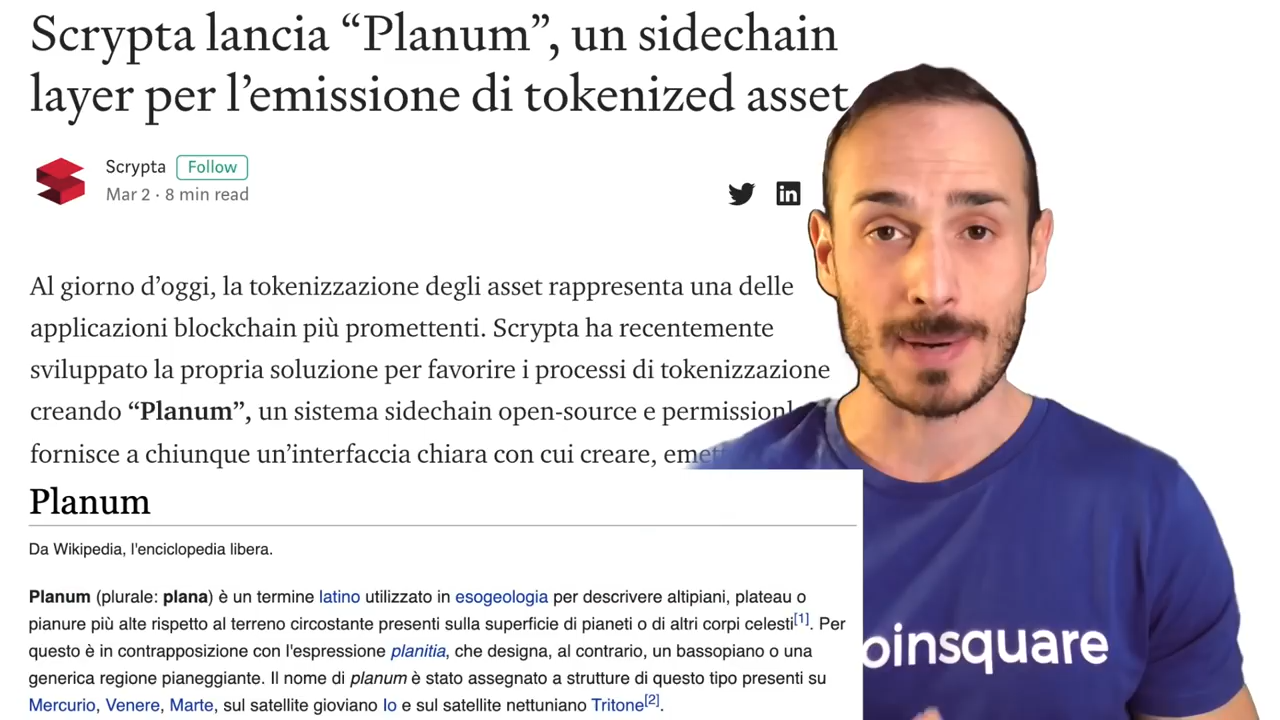 Scrypta lancia “Planum”, un sidechain
layer per l’emissione di tokenized asset
Scrypta Follow
Mar 2 · 8 min read
in
Al giorno d’oggi, la tokenizzazione degli asset rappresenta una delle
applicazioni blockchain più promettenti. Scrypta ha recentemente
sviluppato la propria soluzione per favorire i processi di tokenizzazione
creando “Planum”, un sistema sidechain open-source e
fornisce a chiunque un’interfaccia chiara con cui creare,
Planum
Da Wikipedia, l'enciclopedia libera.
Planum (plurale: plana) è un termine latino utilizzato in esogeologia per descrivere altipiani, plateau o
pianure più alte rispetto al terreno circostante presenti sulla superficie di pianeti o di altri corpi celesti[1]. Per
questo è in contrapposizione con l'espressione planitia, che designa, al contrario, un bassopiano o una
generica regione pianeggiante. Il nome di planum è stato assegnato a strutture di questo tipo presenti su
Mercurio, Venere, Marte, sul satellite gioviano Io e sul satellite nettuniano Tritone[2].
oinsquare